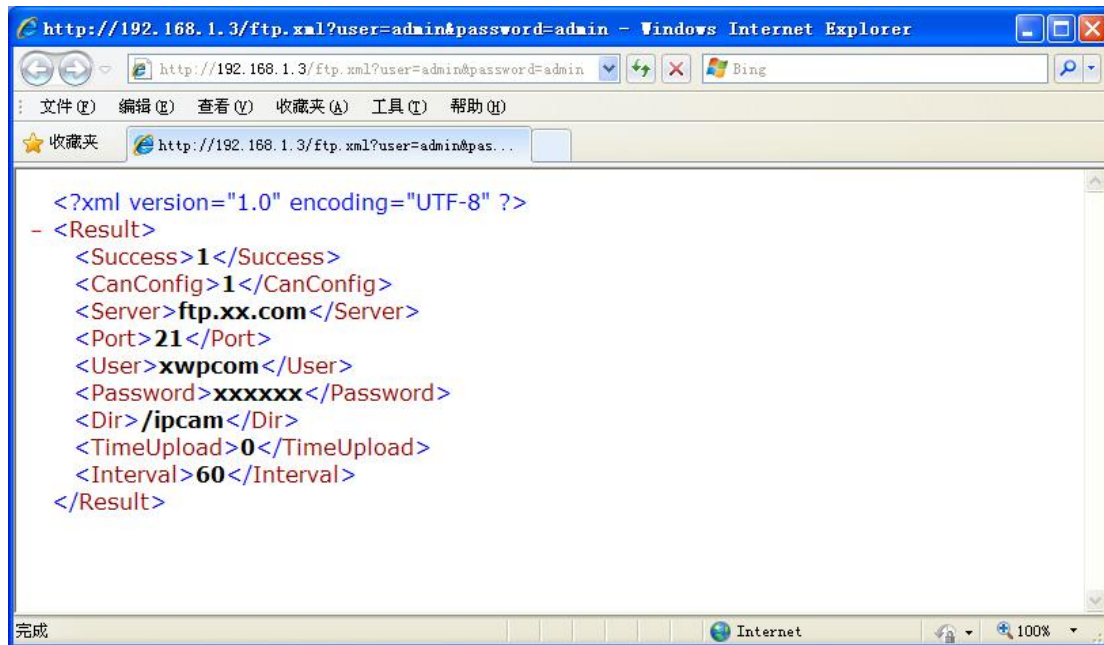 http://192.168.1.3/ftp.xml?user=admin&password=admin - Windows Internet Explorer
http://192.168.1.3/ftp.xml?user=admin&password=admin Bing
文件(F) 编辑(E) 查看(V) 收藏夹(A) 工具(T) 帮助(H)
收藏夹 http://192.168.1.3/ftp.xml?user=admin&pas...
<?xml version="1.0" encoding="UTF-8" ?>
- <Result>
<Success>1</Success>
<CanConfig>1</CanConfig>
<Server>ftp.xx.com</Server>
<Port>21</Port>
<User>xwpcom</User>
<Password>xxxxxx</Password>
<Dir>/ipcam</Dir>
<TimeUpload>0</TimeUpload>
<Interval>60</Interval>
</Result>
完成 Internet 100%